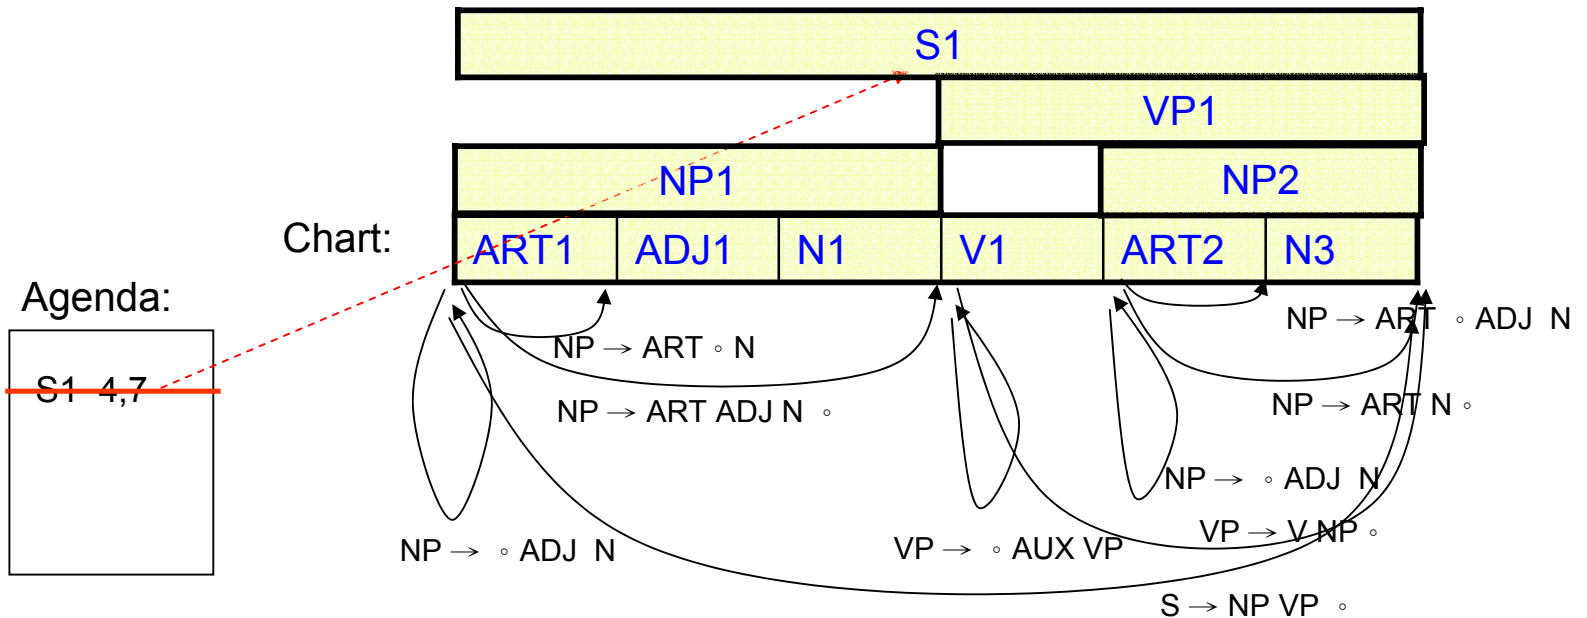 S1
VP1
NP1
NP2
Chart:
ART1 ADJ1 N1 V1 ART2 N3
Agenda:
S1 4,7
NP → ART ◦ ADJ N
NP → ART ◦ N
NP → ART N ◦
NP → ART ADJ N ◦
NP → ◦ ADJ N
VP → V NP ◦
NP → ◦ ADJ N
VP → ◦ AUX VP
S → NP VP ◦